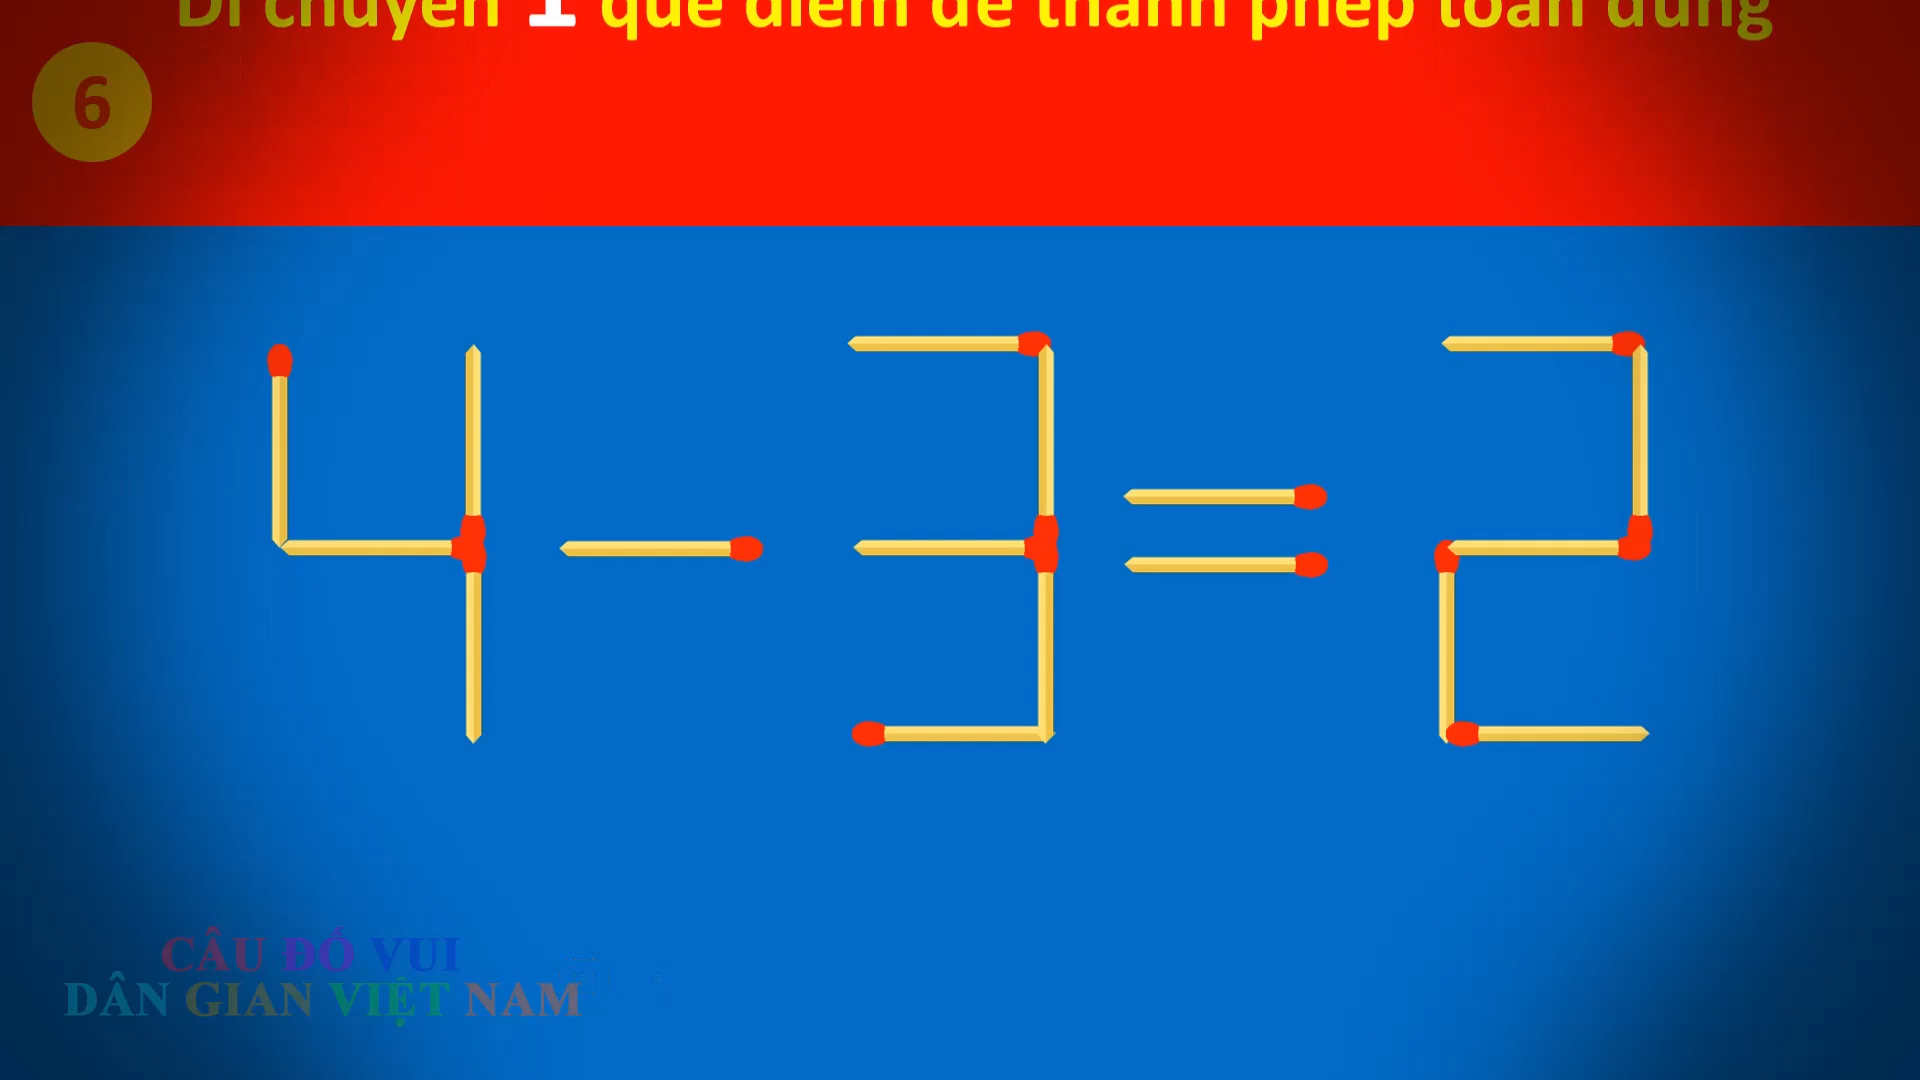 Di chuyển 1 que diêm để thành phép toán đúng
6
4 - 3 = 2
CÂU ĐỐ VUI
DÂN GIAN VIỆT NAM